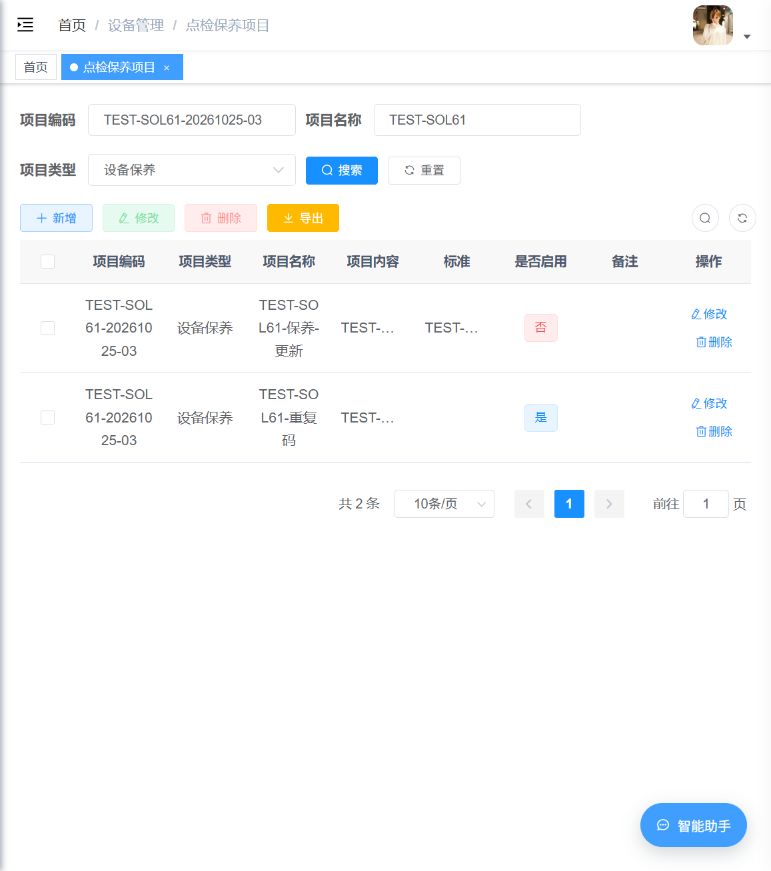 首页 / 设备管理 / 点检保养项目
首页 点检保养项目 ×
项目编码 TEST-SOL61-20261025-03 项目名称 TEST-SOL61
项目类型 设备保养 搜索 重置
新增 修改 删除 导出
项目编码 项目类型 项目名称 项目内容 标准 是否启用 备注 操作
TEST-SOL
61-202610
25-03
设备保养
TEST-SO
L61-保养-
更新
TEST-...
TEST-...
否
修改
删除
TEST-SOL
61-202610
25-03
设备保养
TEST-SO
L61-重复
码
TEST-...
是
修改
删除
共 2 条 10条/页 1 前往 1 页
智能助手